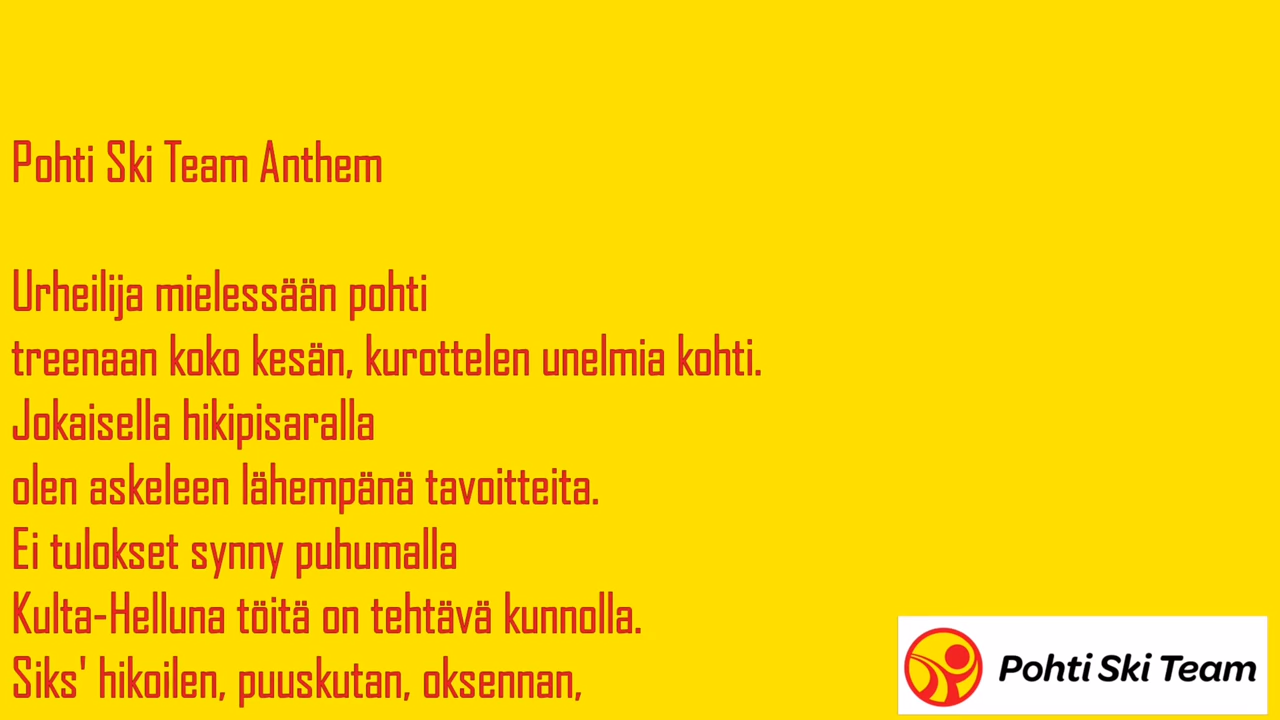 Pohti Ski Team Anthem
Urheilija mielessään pohti
treenaan koko kesän, kurottelen unelmia kohti.
Jokaisella hikipisaralla
olen askeleen lähempänä tavoitteita.
Ei tulokset synny puhumalla
Kulta-Helluna töitä on tehtävä kunnolla.
Siks' hikoilen, puuskutan, oksennan,
Pohti Ski Team